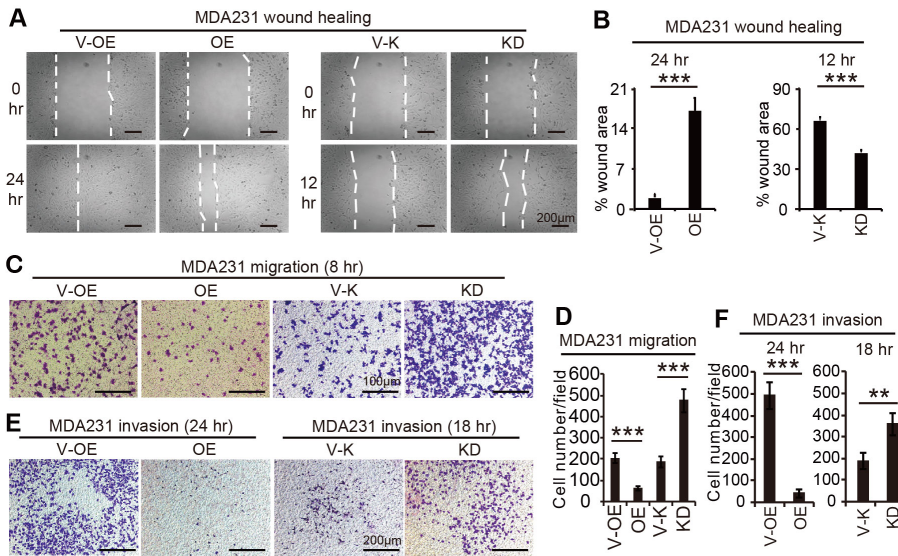 A
MDA231 wound healing
V-OE OE V-K KD
0 hr
0 hr
24 hr
12 hr
200μm
B
MDA231 wound healing
24 hr 12 hr
*** ***
% wound area
21
14
7
0
V-OE OE
% wound area
90
60
30
0
V-K KD
C
MDA231 migration (8 hr)
V-OE OE V-K KD
100μm
D
MDA231 migration
***
***
Cell number/field
600
500
400
300
200
100
0
V-OE OE V-K KD
E
MDA231 invasion (24 hr) MDA231 invasion (18 hr)
V-OE OE V-K KD
200μm
F
MDA231 invasion
24 hr 18 hr
*** **
Cell number/field
600
500
400
300
200
100
0
V-OE OE
600
500
400
300
200
100
0
V-K KD